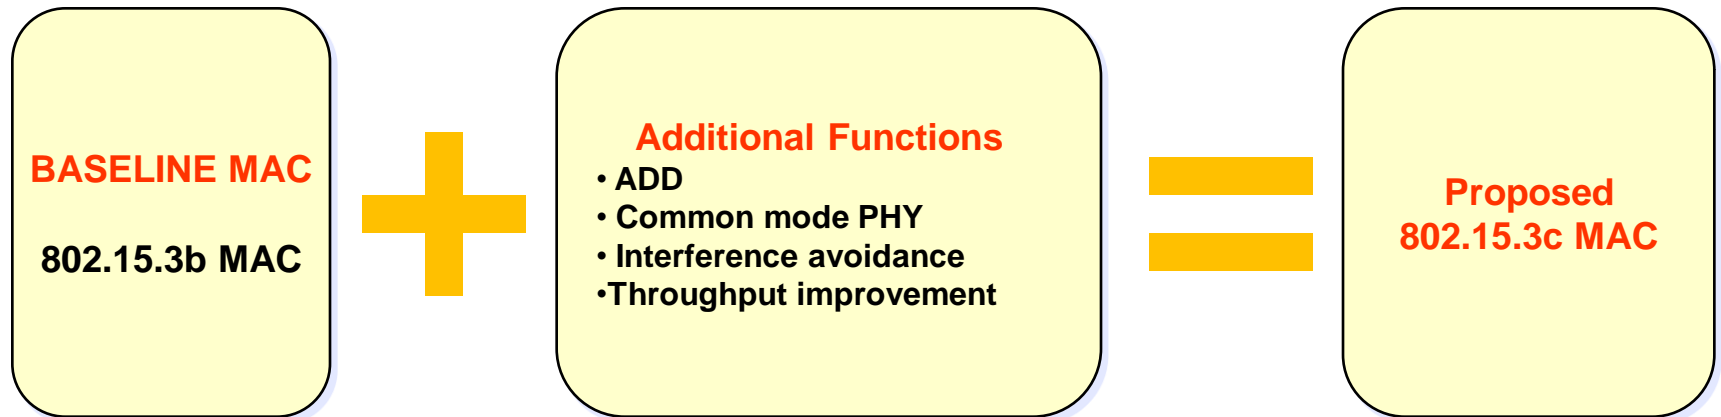 BASELINE MAC
802.15.3b MAC
Additional Functions
• ADD
• Common mode PHY
• Interference avoidance
•Throughput improvement
Proposed
802.15.3c MAC